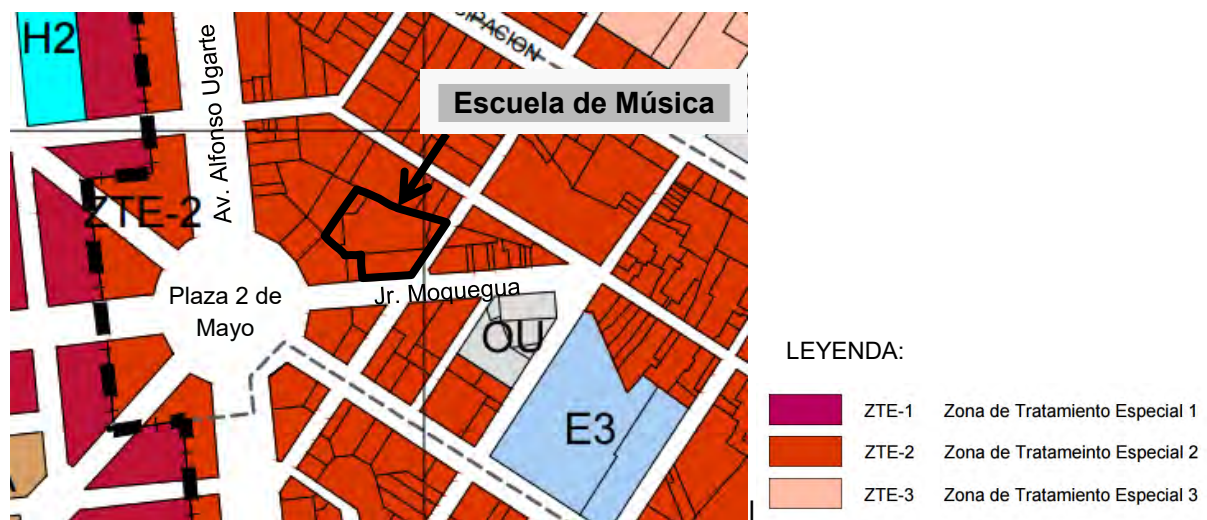 H2
Av. Alfonso Ugarte
CIPACION
Escuela de Música
ZTE-2
Plaza 2 de
Mayo
Jr. Moquegua
OU
E3
LEYENDA:
ZTE-1 Zona de Tratamiento Especial 1
ZTE-2 Zona de Tratameinto Especial 2
ZTE-3 Zona de Tratamiento Especial 3